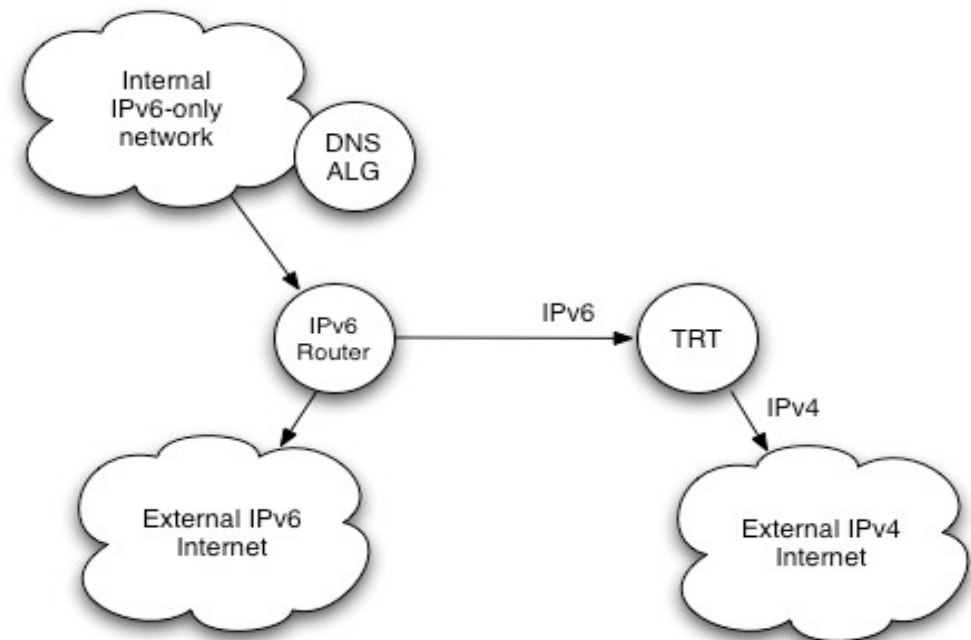 Internal
IPv6-only
network
DNS
ALG
IPv6
Router
IPv6
TRT
IPv4
External IPv6
Internet
External IPv4
Internet